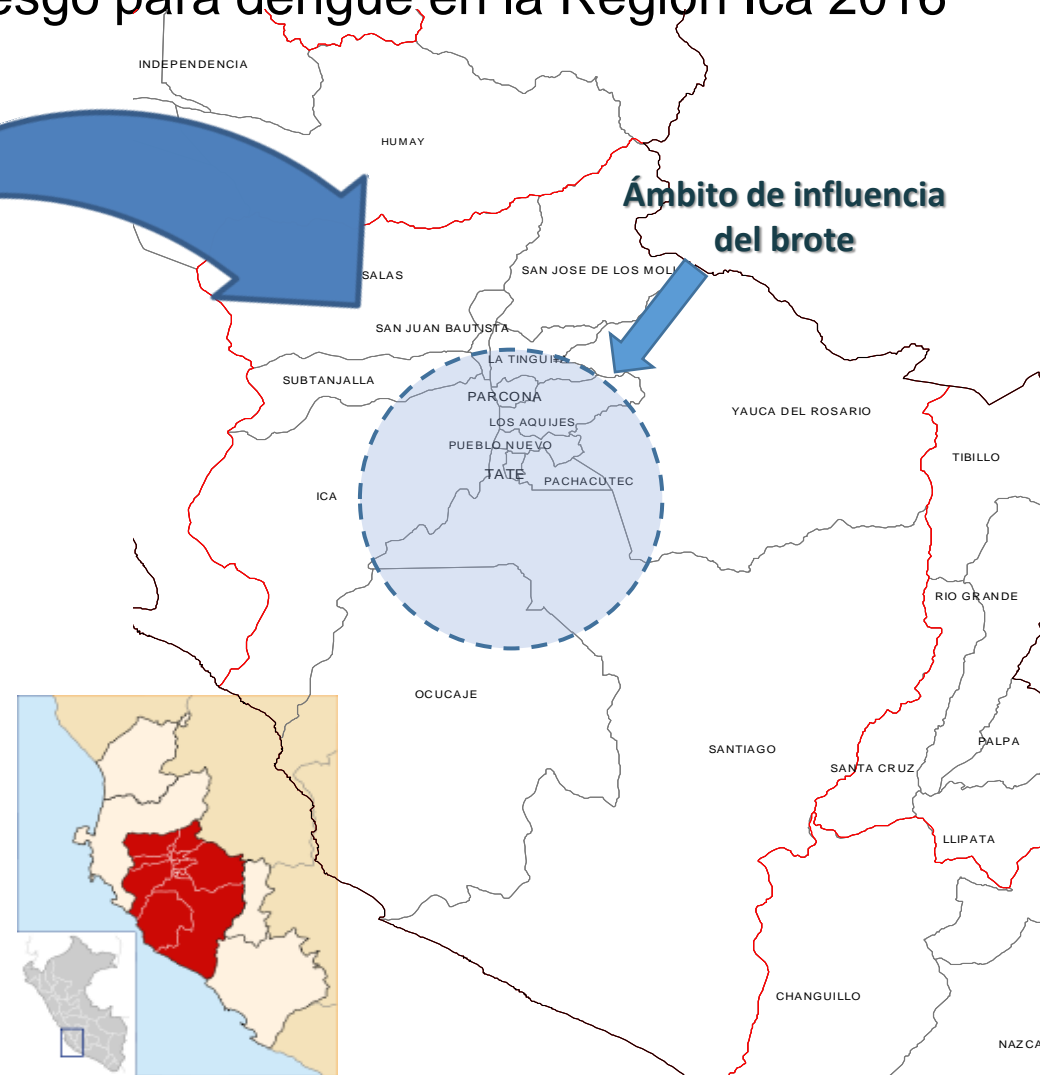 esgo para dengue en la Región Ica 2016
INDEPENDENCIA
HUMAY
Ámbito de influencia
del brote
SALAS
SAN JOSE DE LOS MOLI
SAN JUAN BAUTISTA
LA TINGUIÑA
SUBTANJALLA
PARCONA
YAUCA DEL ROSARIO
LOS AQUIJES
PUEBLO NUEVO
TIBILLO
TATE
PACHACUTEC
ICA
RIO GRANDE
OCUCAJE
PALPA
SANTIAGO
SANTA CRUZ
LLIPATA
CHANGUILLO
NAZCA